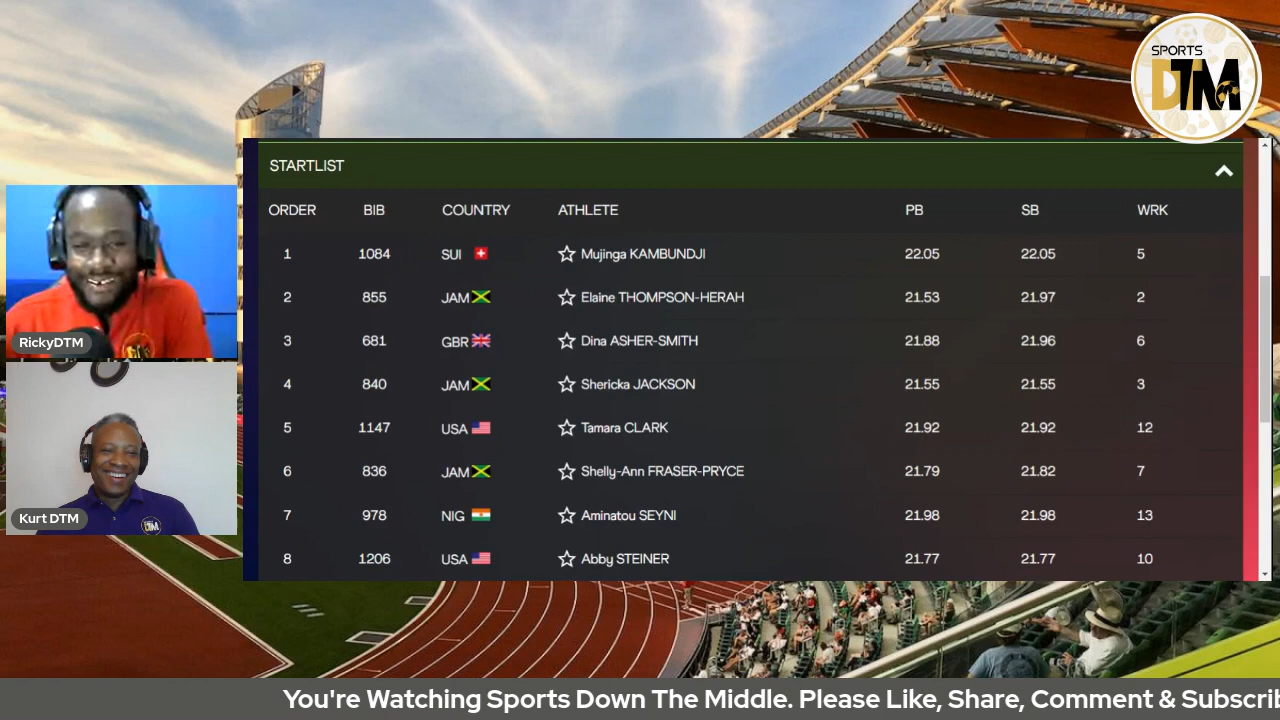 SPORTS
DTM
STARTLIST
ORDER BIB COUNTRY ATHLETE PB SB WRK
1 1084 SUI Mujinga KAMBUNDJI 22.05 22.05 5
2 855 JAM Elaine THOMPSON-HERAH 21.53 21.97 2
3 681 GBR Dina ASHER-SMITH 21.88 21.96 6
4 840 JAM Shericka JACKSON 21.55 21.55 3
5 1147 USA Tamara CLARK 21.92 21.92 12
6 836 JAM Shelly-Ann FRASER-PRYCE 21.79 21.82 7
7 978 NIG Aminatou SEYNI 21.98 21.98 13
8 1206 USA Abby STEINER 21.77 21.77 10
RickyDTM
Kurt DTM
You're Watching Sports Down The Middle. Please Like, Share, Comment & Subscrib